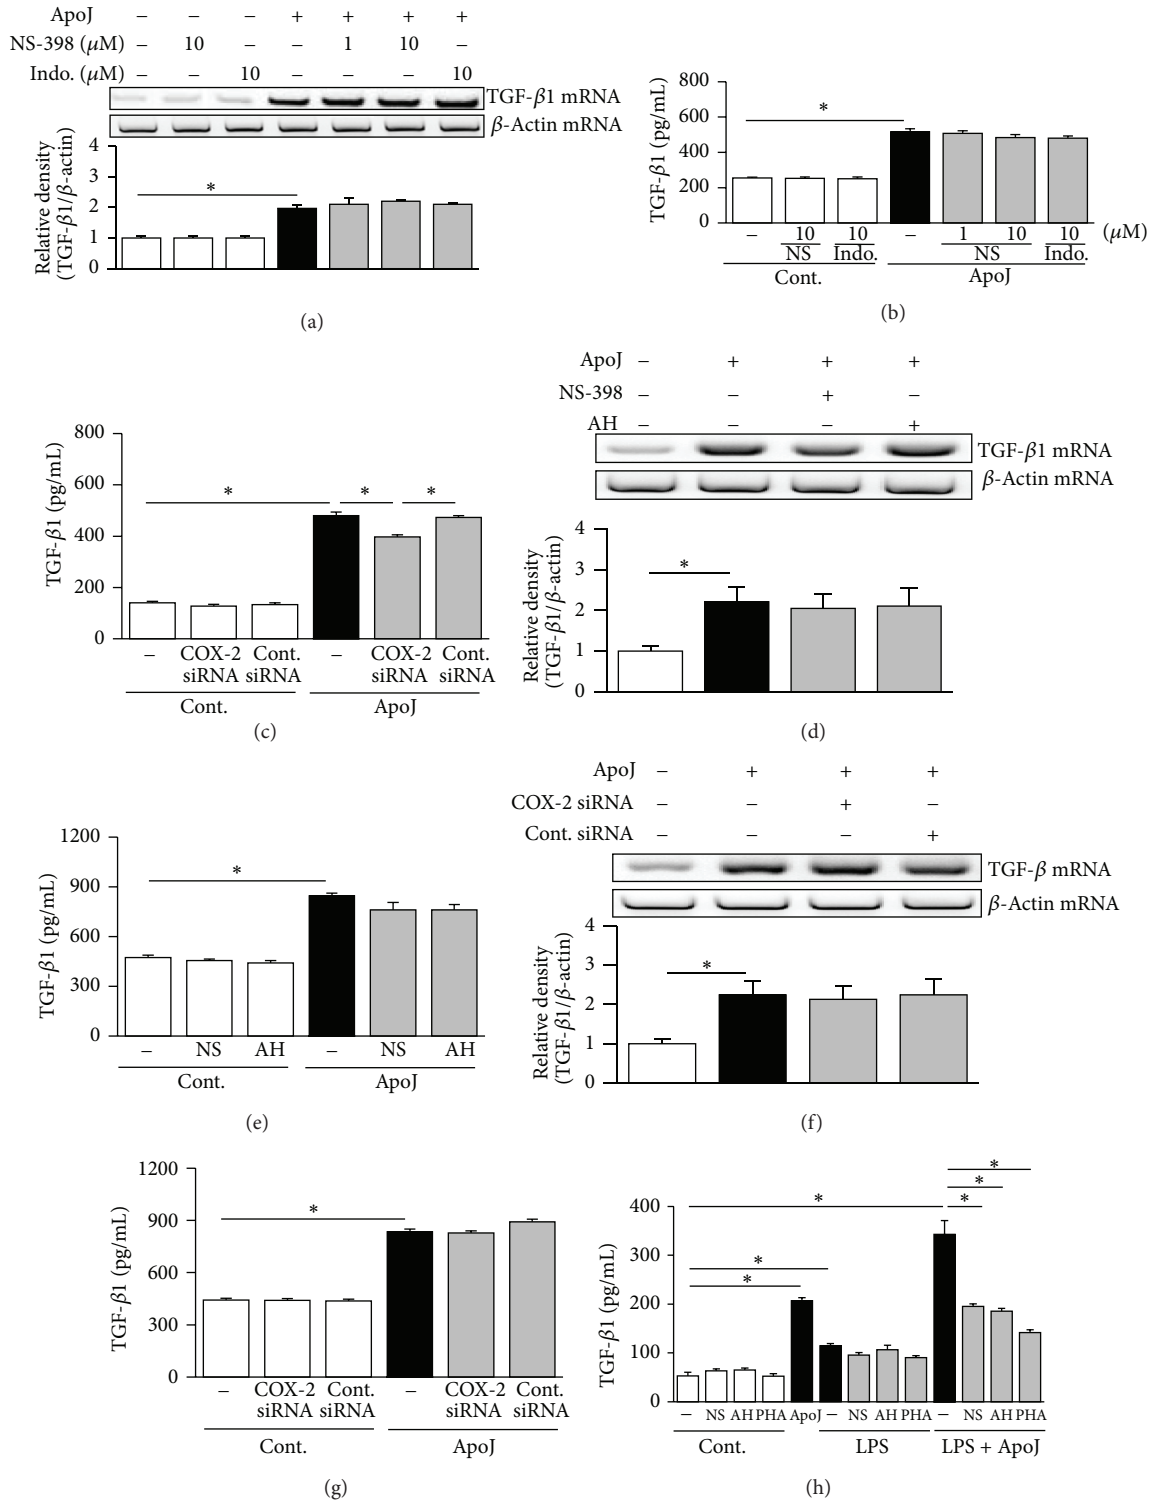 ApoJ – – – + + + +
NS-398 (μM) – 10 – – 1 10 –
Indo. (μM) – – 10 – – – 10
TGF-β1 mRNA
β-Actin mRNA
Relative density
(TGF-β1/β-actin)
4
3
2
1
0
*
(a)
TGF-β1 (pg/mL)
800
600
400
200
0
*
– 10 10 – 1 10 10 (μM)
NS Indo. NS Indo.
Cont. ApoJ
(b)
TGF-β1 (pg/mL)
800
600
400
200
0
* * *
– COX-2 Cont. – COX-2 Cont.
siRNA siRNA siRNA siRNA
Cont. ApoJ
(c)
ApoJ – + + +
NS-398 – – + –
AH – – – +
TGF-β1 mRNA
β-Actin mRNA
Relative density
(TGF-β1/β-actin)
4
3
2
1
0
*
(d)
TGF-β1 (pg/mL)
1200
900
600
300
0
*
– NS AH – NS AH
Cont. ApoJ
(e)
ApoJ – + + +
COX-2 siRNA – – + –
Cont. siRNA – – – +
TGF-β mRNA
β-Actin mRNA
Relative density
(TGF-β1/β-actin)
4
3
2
1
0
*
(f)
TGF-β1 (pg/mL)
1200
900
600
300
0
*
– COX-2 Cont. – COX-2 Cont.
siRNA siRNA siRNA siRNA
Cont. ApoJ
(g)
TGF-β1 (pg/mL)
400
300
200
100
0
*
*
* *
*
*
– NS AH PHA ApoJ – NS AH PHA – NS AH PHA
Cont. LPS LPS + ApoJ
(h)